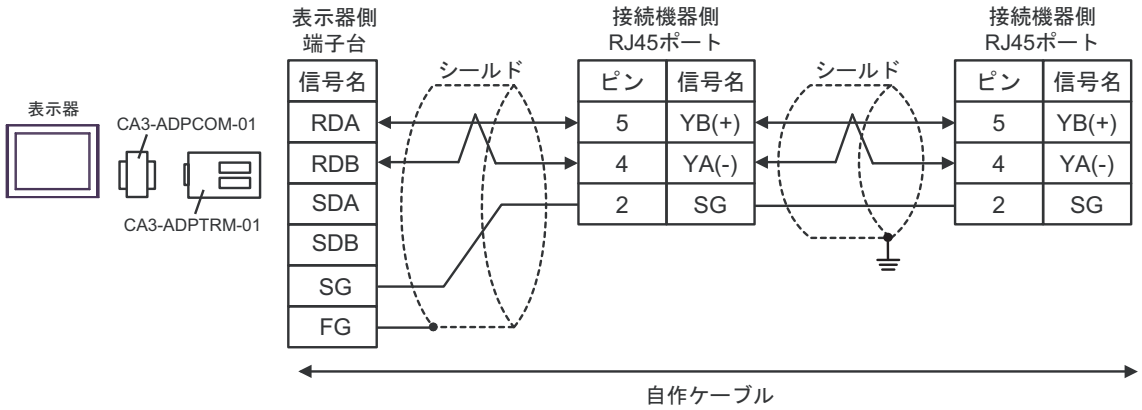 表示器
CA3-ADPCOM-01
CA3-ADPTRM-01
表示器側
端子台
信号名
RDA
RDB
SDA
SDB
SG
FG
シールド
接続機器側
RJ45ポート
ピン 信号名
5 YB(+)
4 YA(-)
2 SG
シールド
接続機器側
RJ45ポート
ピン 信号名
5 YB(+)
4 YA(-)
2 SG
自作ケーブル